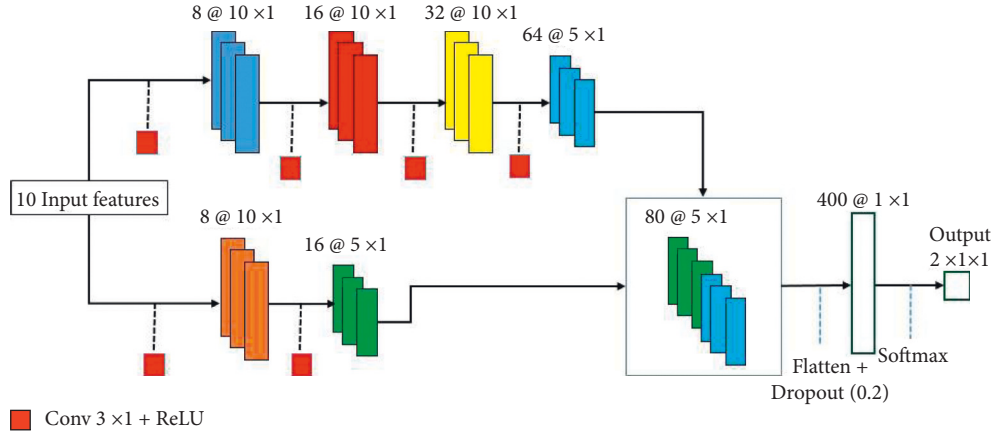 8 @ 10 ×1
16 @ 10 ×1
32 @ 10 ×1
64 @ 5 ×1
10 Input features
8 @ 10 ×1
16 @ 5 ×1
80 @ 5 ×1
400 @ 1 ×1
Output
2 ×1×1
Flatten +
Dropout (0.2)
Softmax
Conv 3 ×1 + ReLU